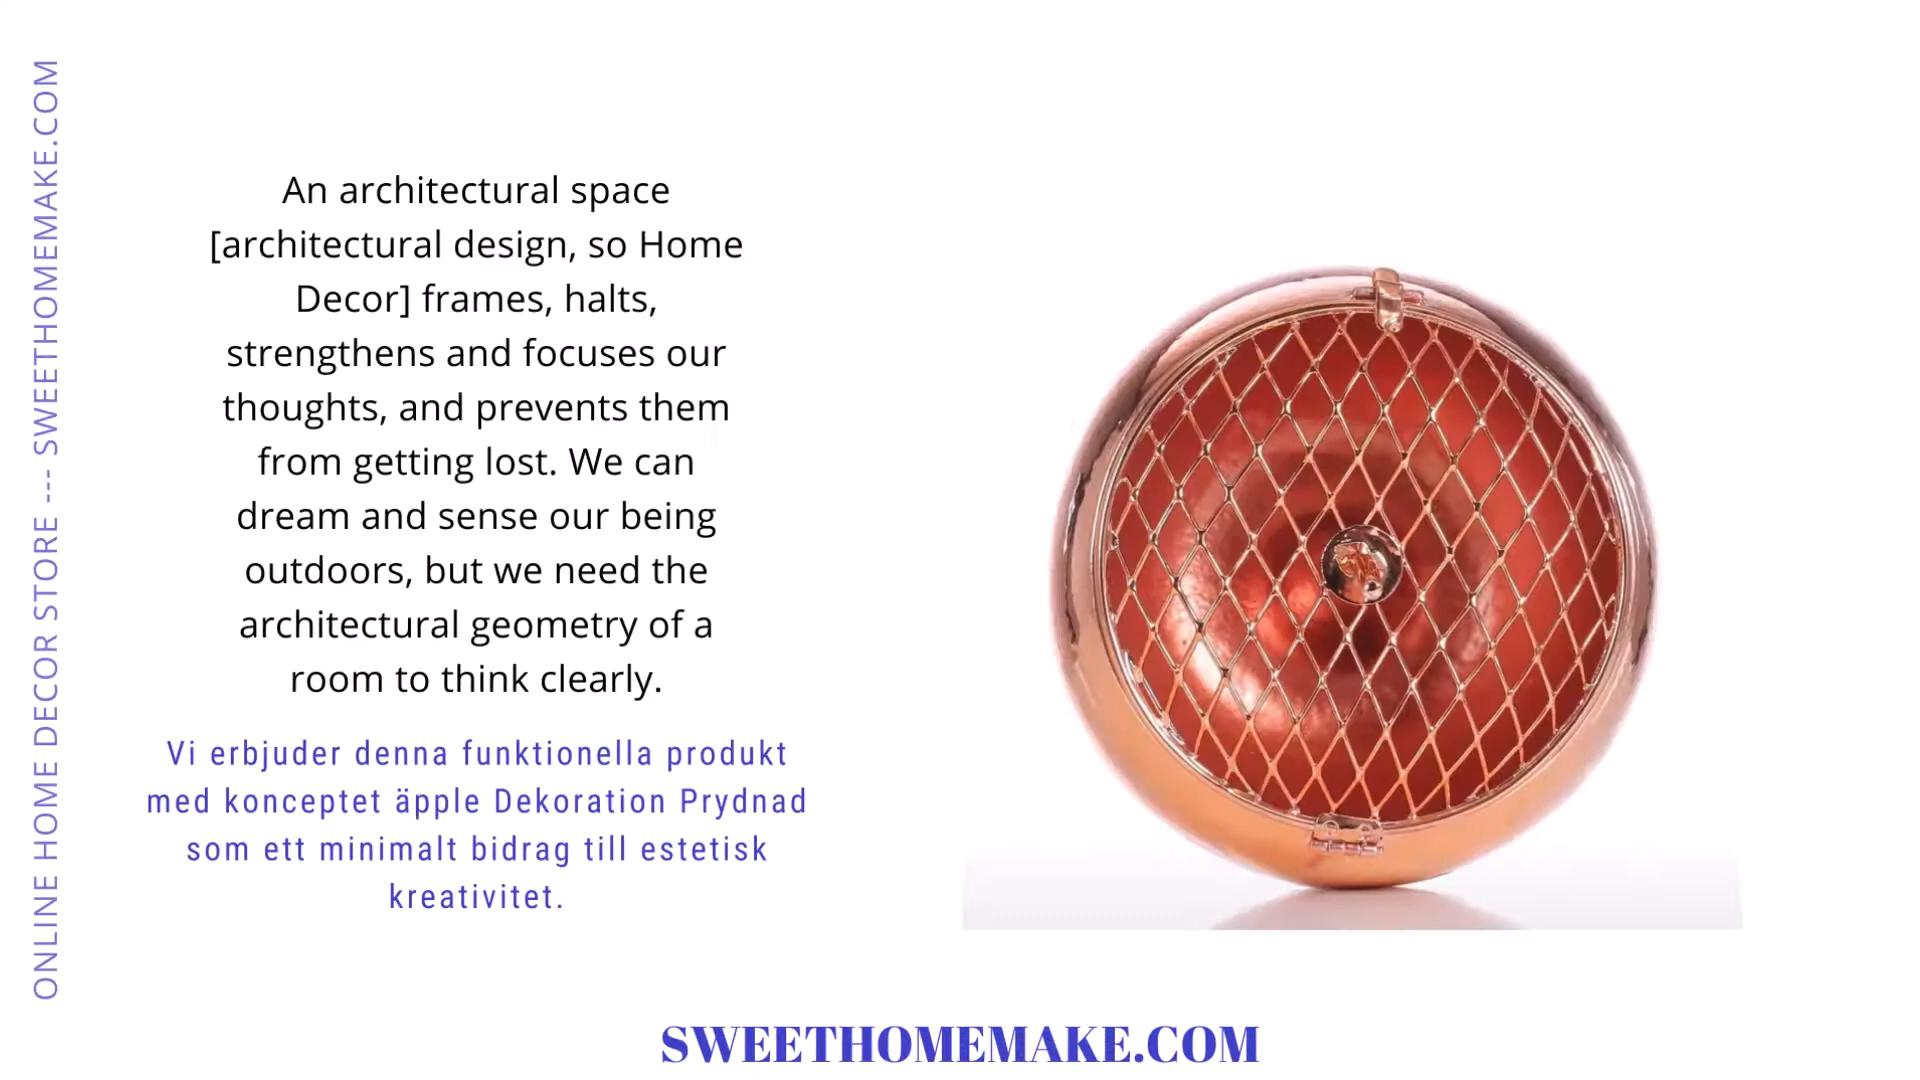 ONLINE HOME DECOR STORE --- SWEETHOMEMAKE.COM
An architectural space
[architectural design, so Home
Decor] frames, halts,
strengthens and focuses our
thoughts, and prevents them
from getting lost. We can
dream and sense our being
outdoors, but we need the
architectural geometry of a
room to think clearly.
Vi erbjuder denna funktionella produkt
med konceptet äpple Dekoration Prydnad
som ett minimalt bidrag till estetisk
kreativitet.
SWEETHOMEMAKE.COM